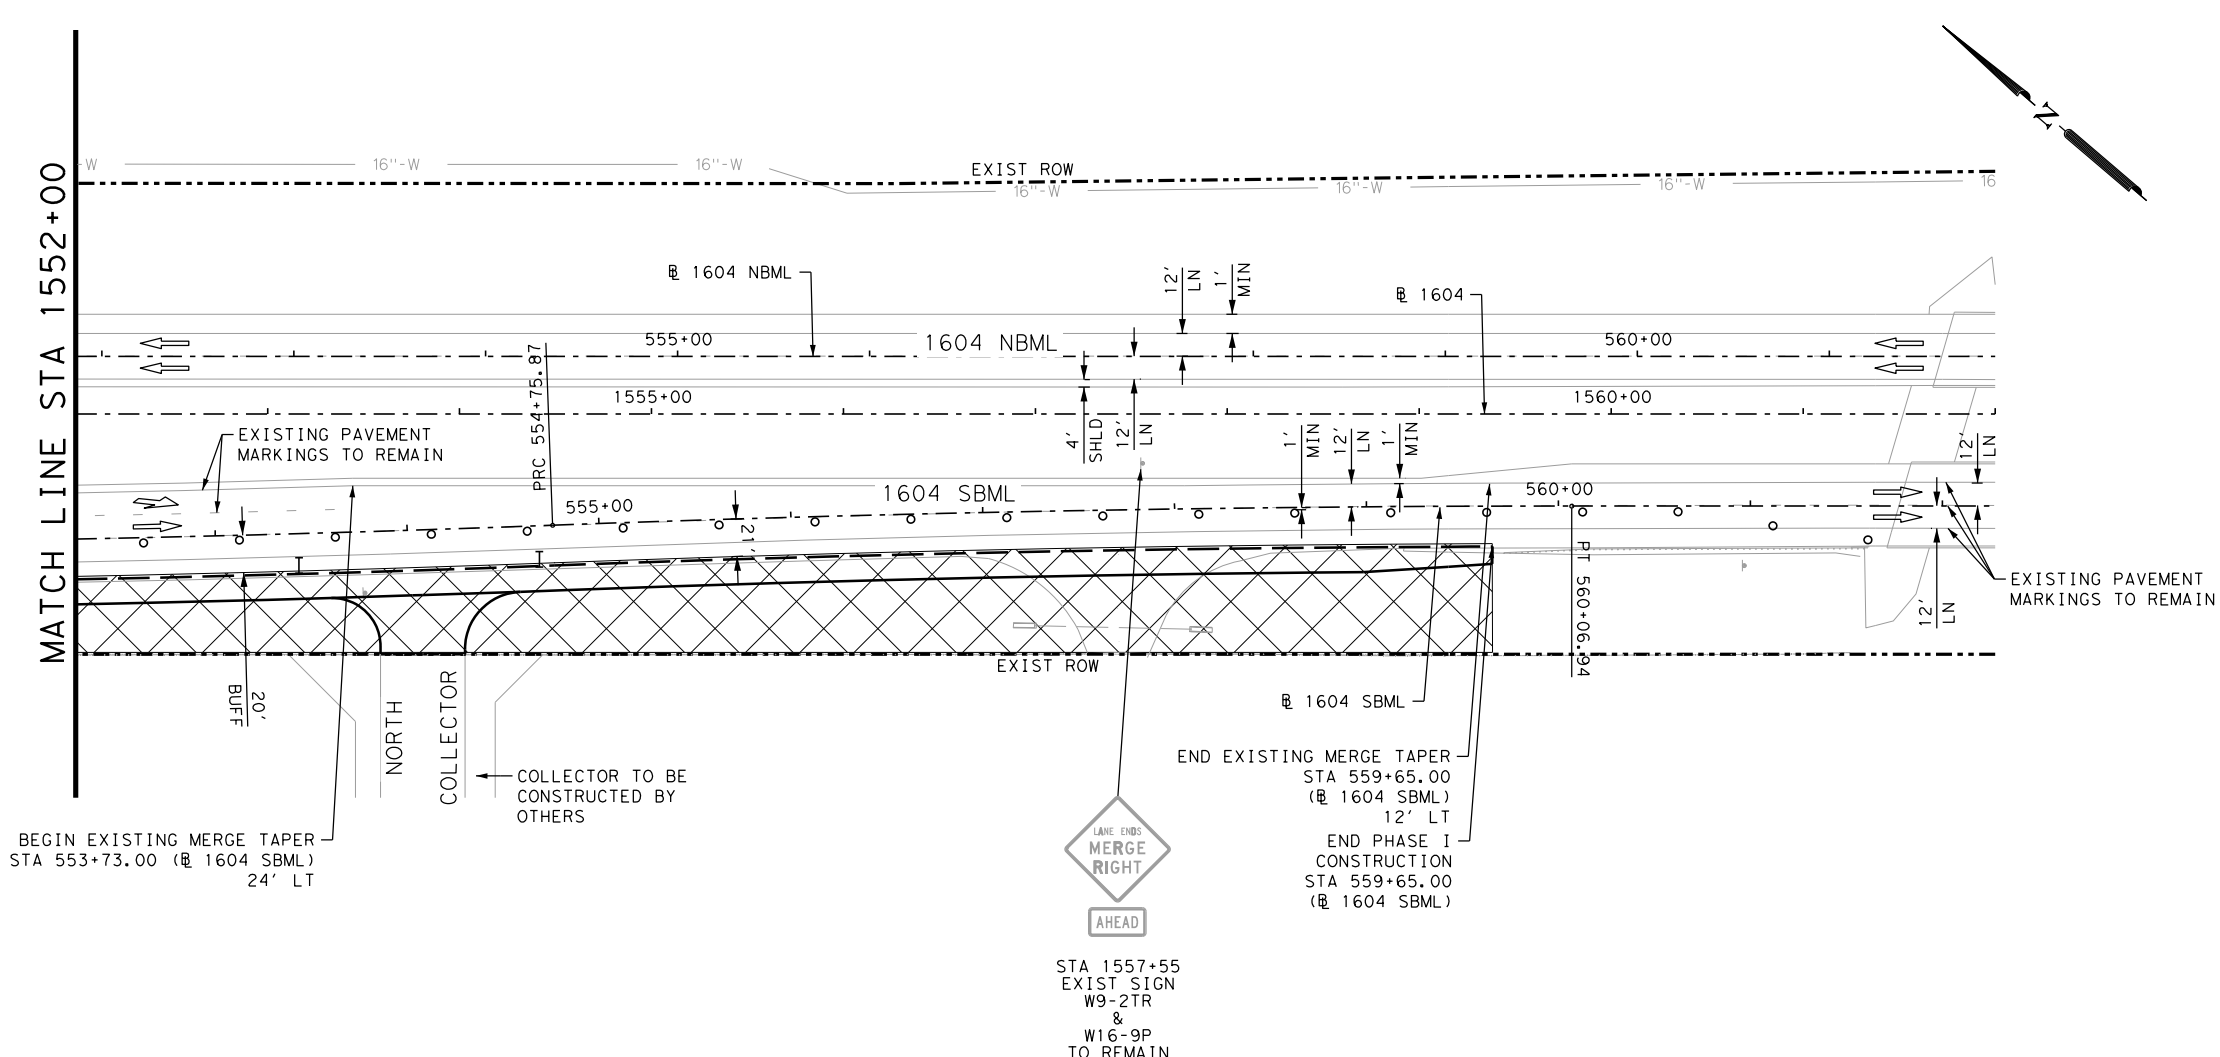 MATCH LINE STA 1552+00
-W
16"-W
16"-W
EXIST ROW
16"-W
16"-W
16"-W
16
N
℄ 1604 NBML
12'
LN
1'
MIN
℄ 1604
555+00
1604 NBML
560+00
PRC 554+75.87
1555+00
1560+00
EXISTING PAVEMENT
MARKINGS TO REMAIN
4'
SHLD
12'
LN
1'
MIN
12'
LN
1'
MIN
12'
LN
1604 SBML
560+00
555+00
21'
PT 560+06.94
EXISTING PAVEMENT
MARKINGS TO REMAIN
12'
LN
EXIST ROW
20'
BUFF
NORTH
COLLECTOR
℄ 1604 SBML
COLLECTOR TO BE
CONSTRUCTED BY
OTHERS
END EXISTING MERGE TAPER
STA 559+65.00
(℄ 1604 SBML)
12' LT
BEGIN EXISTING MERGE TAPER
STA 553+73.00 (℄ 1604 SBML)
24' LT
END PHASE I
CONSTRUCTION
STA 559+65.00
(℄ 1604 SBML)
LANE ENDS
MERGE
RIGHT
AHEAD
STA 1557+55
EXIST SIGN
W9-2TR
&
W16-9P
TO REMAIN